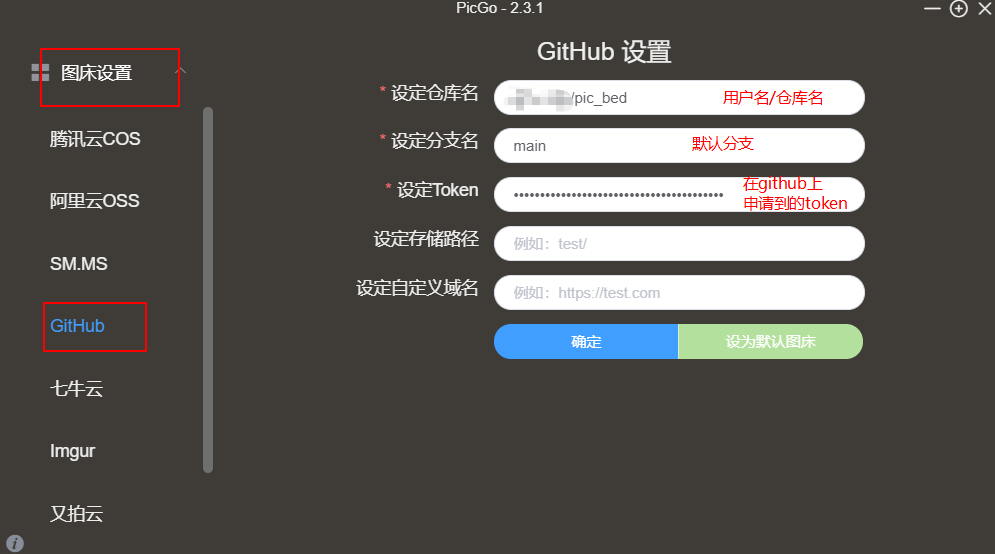 PicGo - 2.3.1
图床设置
腾讯云COS
阿里云OSS
SM.MS
GitHub
七牛云
Imgur
又拍云
GitHub 设置
* 设定仓库名
/pic_bed
用户名/仓库名
* 设定分支名
main
默认分支
* 设定Token
在github上
申请到的token
设定存储路径
例如：test/
设定自定义域名
例如：https://test.com
确定
设为默认图床